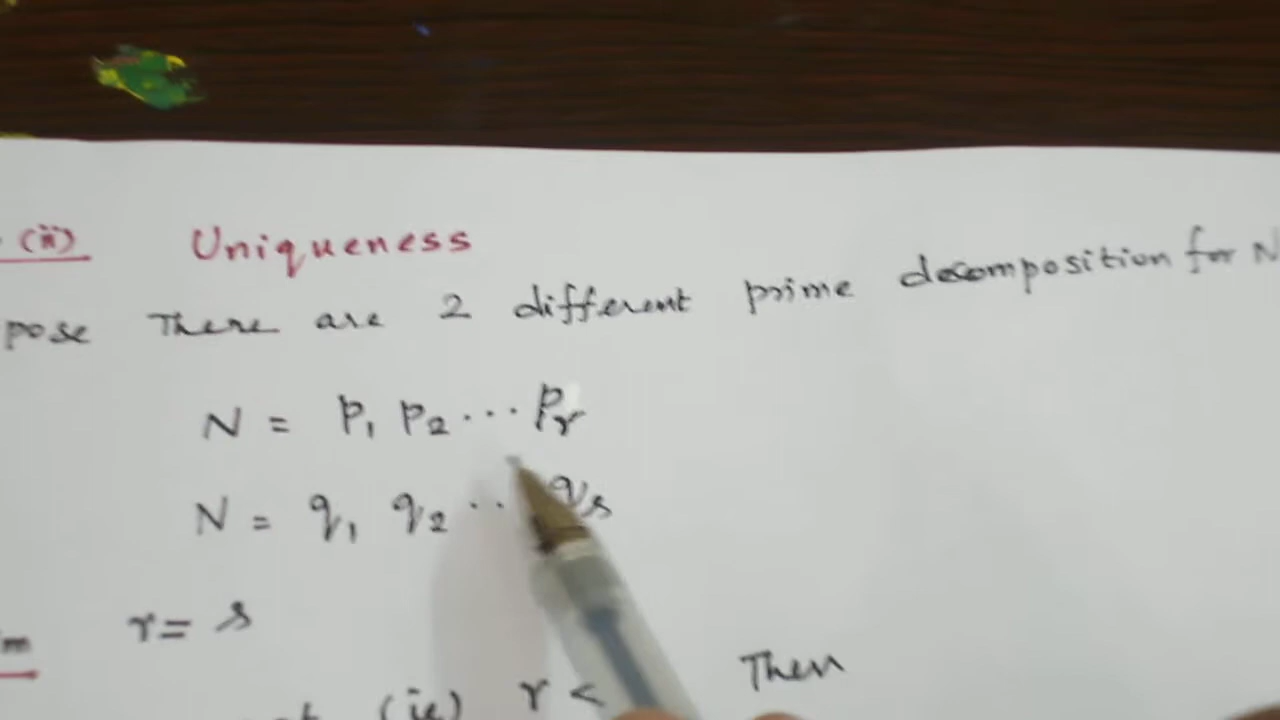 (ii) Uniqueness
pose There are 2 different prime decomposition for N
N = p₁ p₂ ... pᵣ
N = q₁ q₂ .. qₛ
m r = s
(ie) r < Then